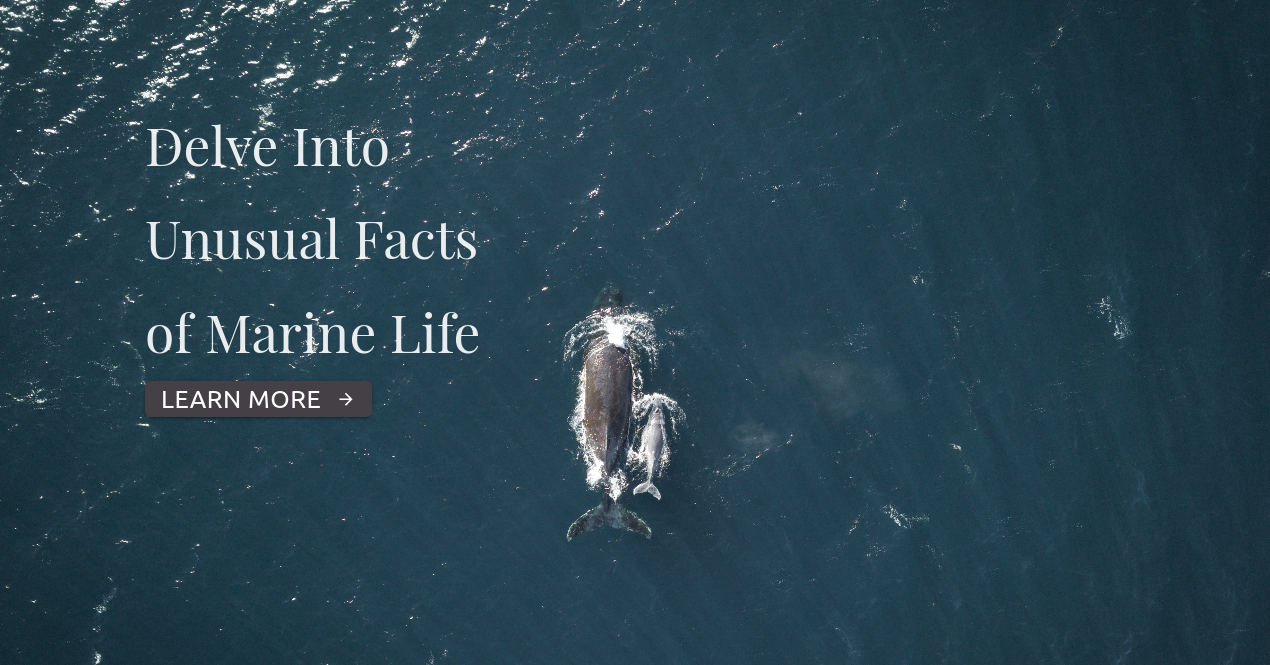 Delve Into
Unusual Facts
of Marine Life
LEARN MORE →